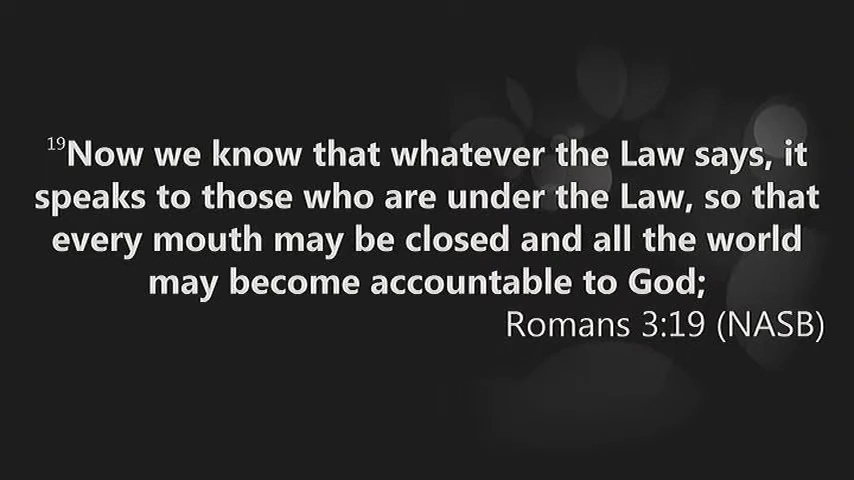 19Now we know that whatever the Law says, it
speaks to those who are under the Law, so that
every mouth may be closed and all the world
may become accountable to God;
Romans 3:19 (NASB)